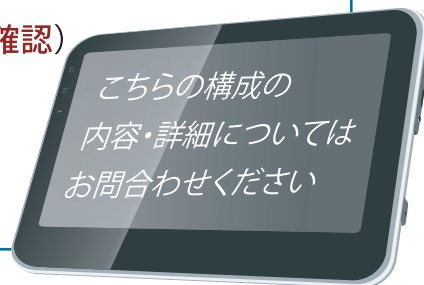 確認）
こちらの構成の
内容・詳細については
お問合わせください